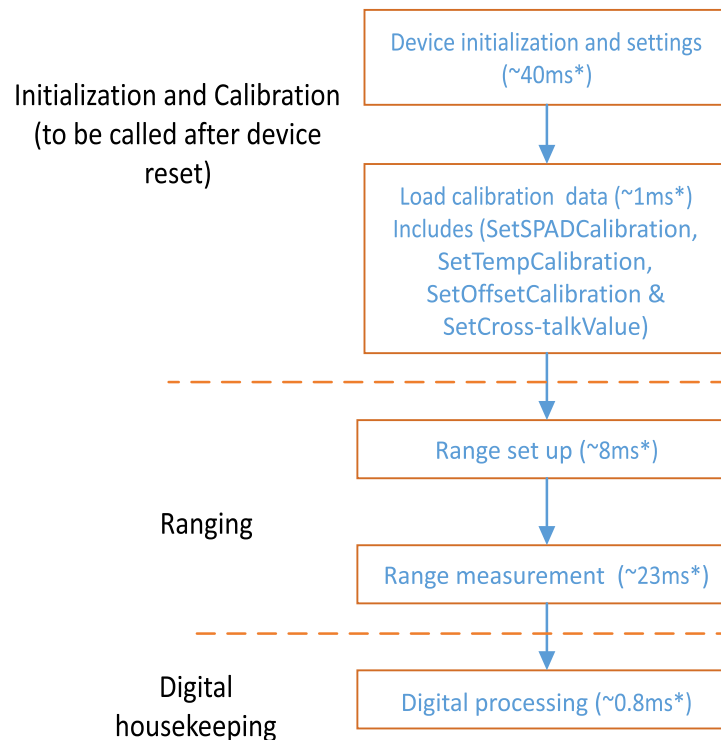 Device initialization and settings
(~40ms*)
Initialization and Calibration
(to be called after device
reset)
Load calibration data (~1ms*)
Includes (SetSPADCalibration,
SetTempCalibration,
SetOffsetCalibration &
SetCross-talkValue)
Range set up (~8ms*)
Ranging
Range measurement (~23ms*)
Digital
housekeeping
Digital processing (~0.8ms*)